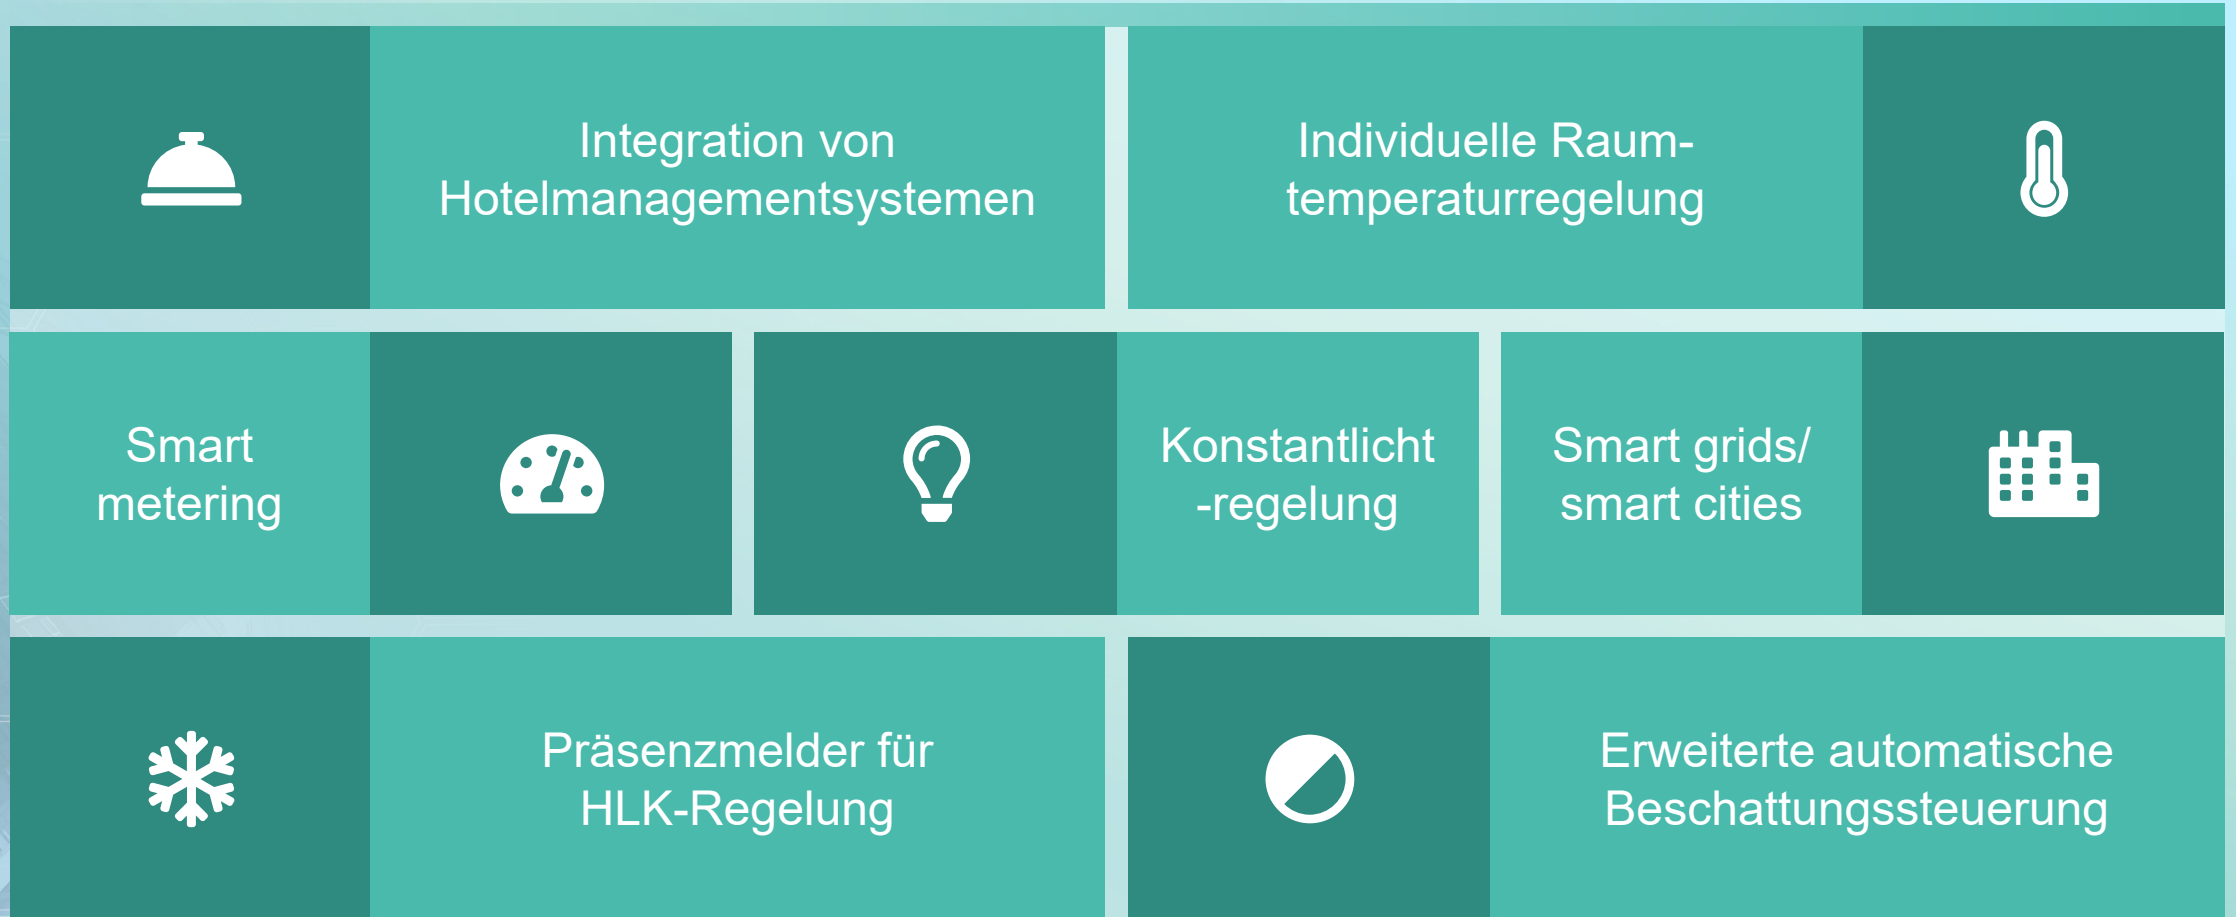 Integration von
Hotelmanagementsystemen
Individuelle Raum-
temperaturregelung
Smart
metering
Konstantlicht
-regelung
Smart grids/
smart cities
Präsenzmelder für
HLK-Regelung
Erweiterte automatische
Beschattungssteuerung